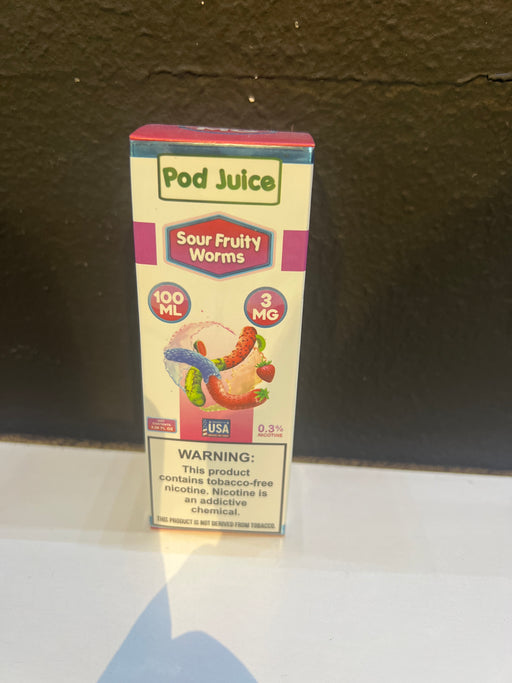 Pod Juice
Sour Fruity
Worms
100
ML
3
MG
USA
0.3%
NICOTINE
WARNING:
This product
contains tobacco-free
nicotine. Nicotine is
an addictive
chemical.
THIS PRODUCT IS NOT DERIVED FROM TOBACCO.